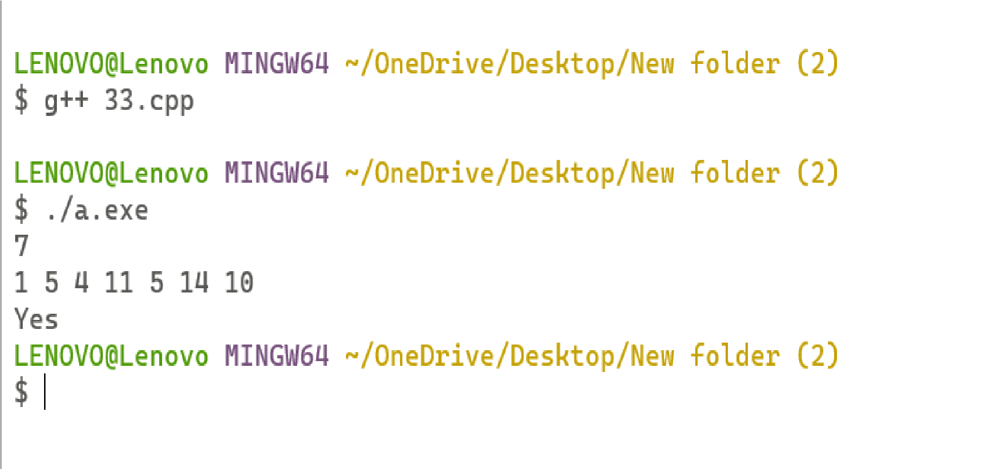 LENOVO@Lenovo MINGW64 ~/OneDrive/Desktop/New folder (2)
$ g++ 33.cpp
LENOVO@Lenovo MINGW64 ~/OneDrive/Desktop/New folder (2)
$ ./a.exe
7
1 5 4 11 5 14 10
Yes
LENOVO@Lenovo MINGW64 ~/OneDrive/Desktop/New folder (2)
$